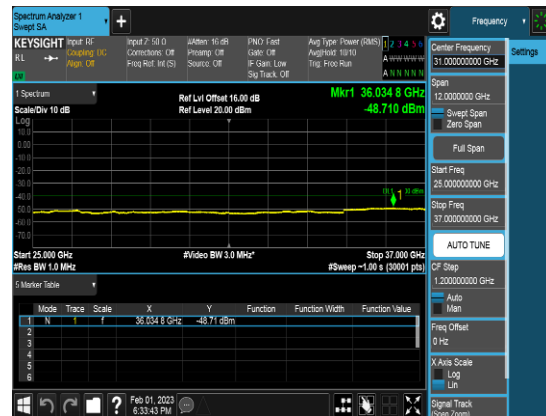 Spectrum Analyzer 1
Swept SA
Frequency
KEYSIGHT
RL
Input: RF
Coupling: DC
Align: Off
Input Z: 50 Ω
Corrections: Off
Freq Ref: Int (S)
#Atten: 16 dB
Preamp: Off
Source: Off
PNO: Fast
Gate: Off
IF Gain: Low
Sig Track: Off
Avg Type: Power (RMS)
Avg|Hold: 10/10
Trig: Free Run
1 2 3 4 5 6
A W W W W W
A N N N N N
1 Spectrum
Scale/Div 10 dB
Ref Lvl Offset 16.00 dB
Ref Level 20.00 dBm
Mkr1 36.034 8 GHz
-48.710 dBm
Log
10.0
0.00
-10.0
-20.0
-30.0
-40.0
-50.0
-60.0
-70.0
1
Start 25.000 GHz
#Res BW 1.0 MHz
#Video BW 3.0 MHz*
Stop 37.000 GHz
#Sweep ~1.00 s (30001 pts)
5 Marker Table
Mode Trace Scale X Y Function Function Width Function Value
1 N 1 f 36.034 8 GHz -48.71 dBm
2
3
4
5
6
Feb 01, 2023
6:33:43 PM
Center Frequency
31.000000000 GHz
Settings
Span
12.0000000 GHz
Swept Span
Zero Span
Full Span
Start Freq
25.000000000 GHz
Stop Freq
37.000000000 GHz
AUTO TUNE
CF Step
1.200000000 GHz
Auto
Man
Freq Offset
0 Hz
X Axis Scale
Log
Lin
Signal Track
(Span Zoom)